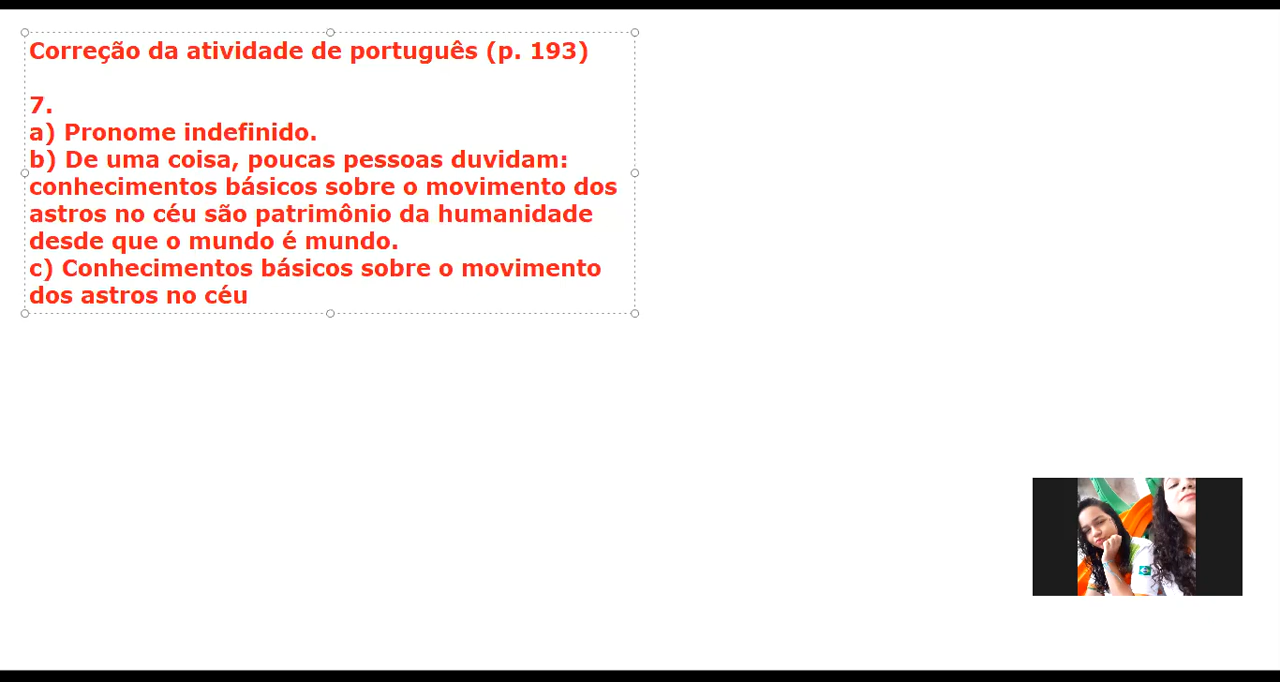 Correção da atividade de português (p. 193)
7.
a) Pronome indefinido.
b) De uma coisa, poucas pessoas duvidam:
conhecimentos básicos sobre o movimento dos
astros no céu são patrimônio da humanidade
desde que o mundo é mundo.
c) Conhecimentos básicos sobre o movimento
dos astros no céu